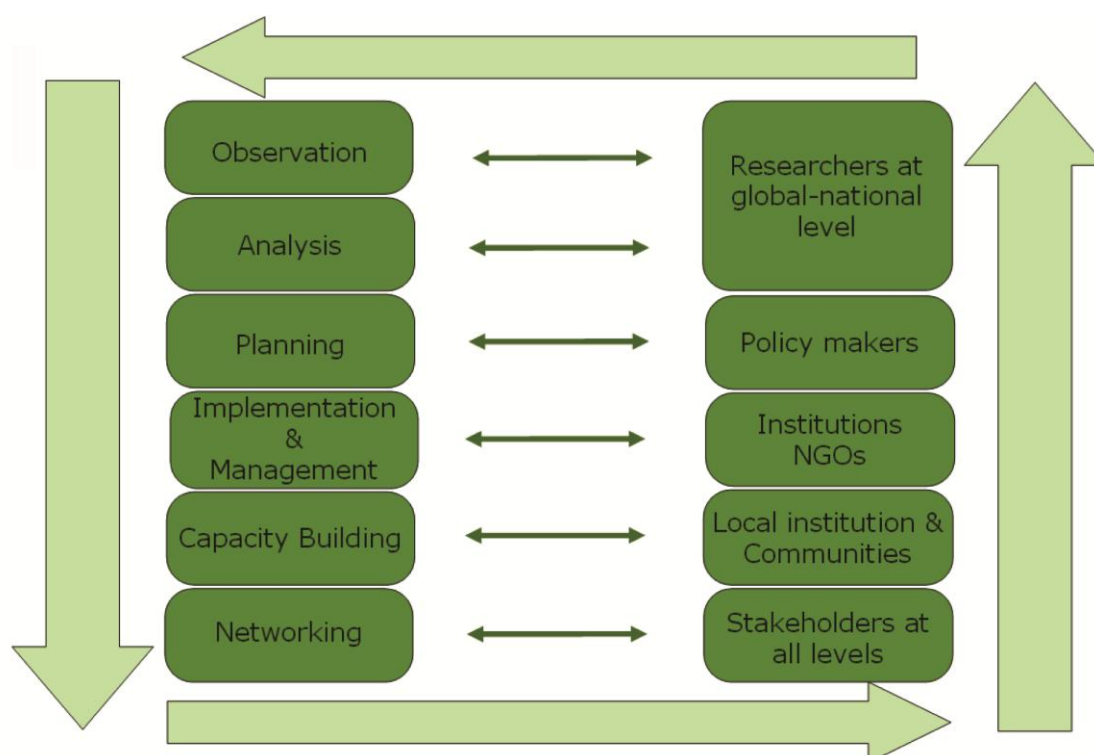 Observation
Analysis
Planning
Implementation
&
Management
Capacity Building
Networking
Researchers at
global-national
level
Policy makers
Institutions
NGOs
Local institution &
Communities
Stakeholders at
all levels